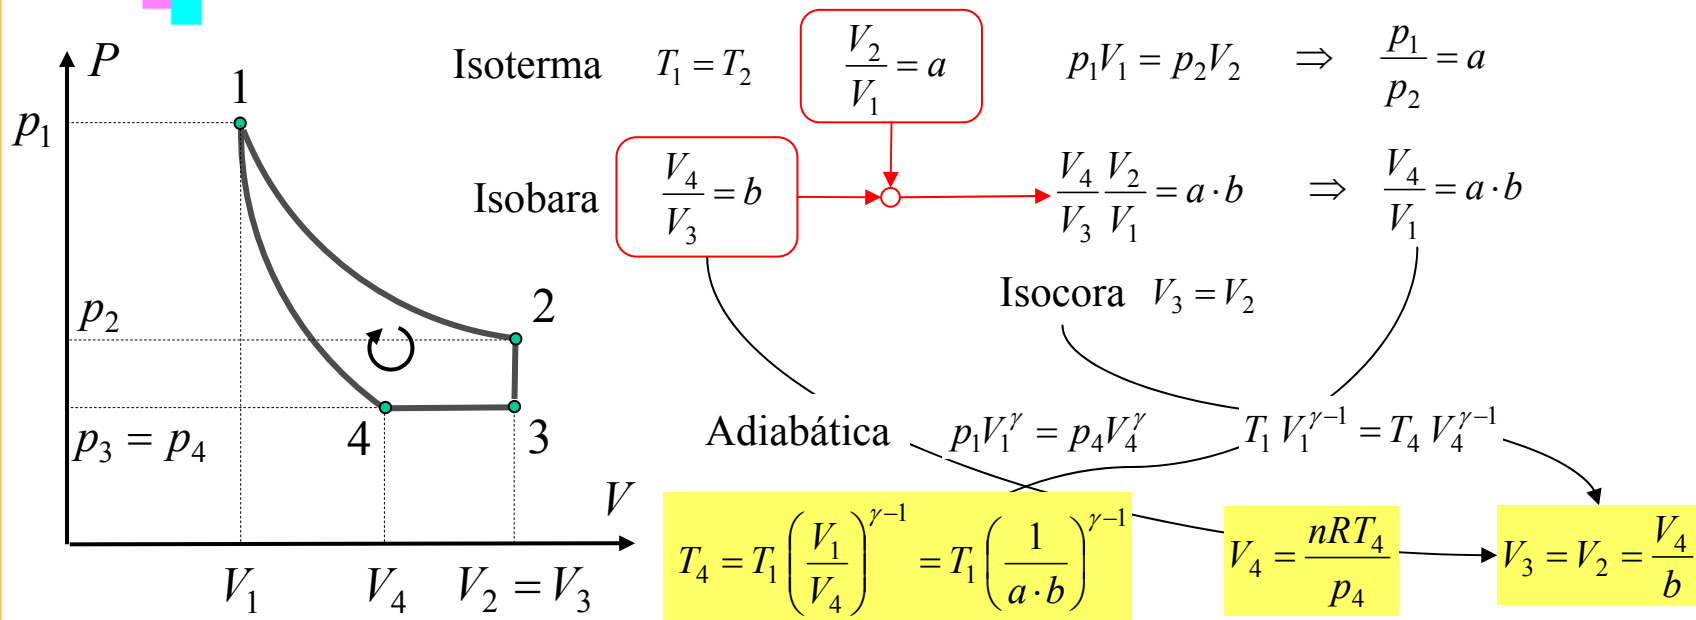 P
1
p₁
p₂
2
p₃ = p₄
4
3
V
V₁
V₄
V₂ = V₃
Isoterma T₁ = T₂ V₂/V₁ = a p₁V₁ = p₂V₂ ⇒ p₁/p₂ = a
Isobara V₄/V₃ = b V₄/V₃ V₂/V₁ = a·b ⇒ V₄/V₁ = a·b
Isocora V₃ = V₂
Adiabática p₁V₁^γ = p₄V₄^γ T₁ V₁^(γ−1) = T₄ V₄^(γ−1)
T₄ = T₁ (V₁/V₄)^(γ−1) = T₁ (1/(a·b))^(γ−1) V₄ = nRT₄/p₄ V₃ = V₂ = V₄/b